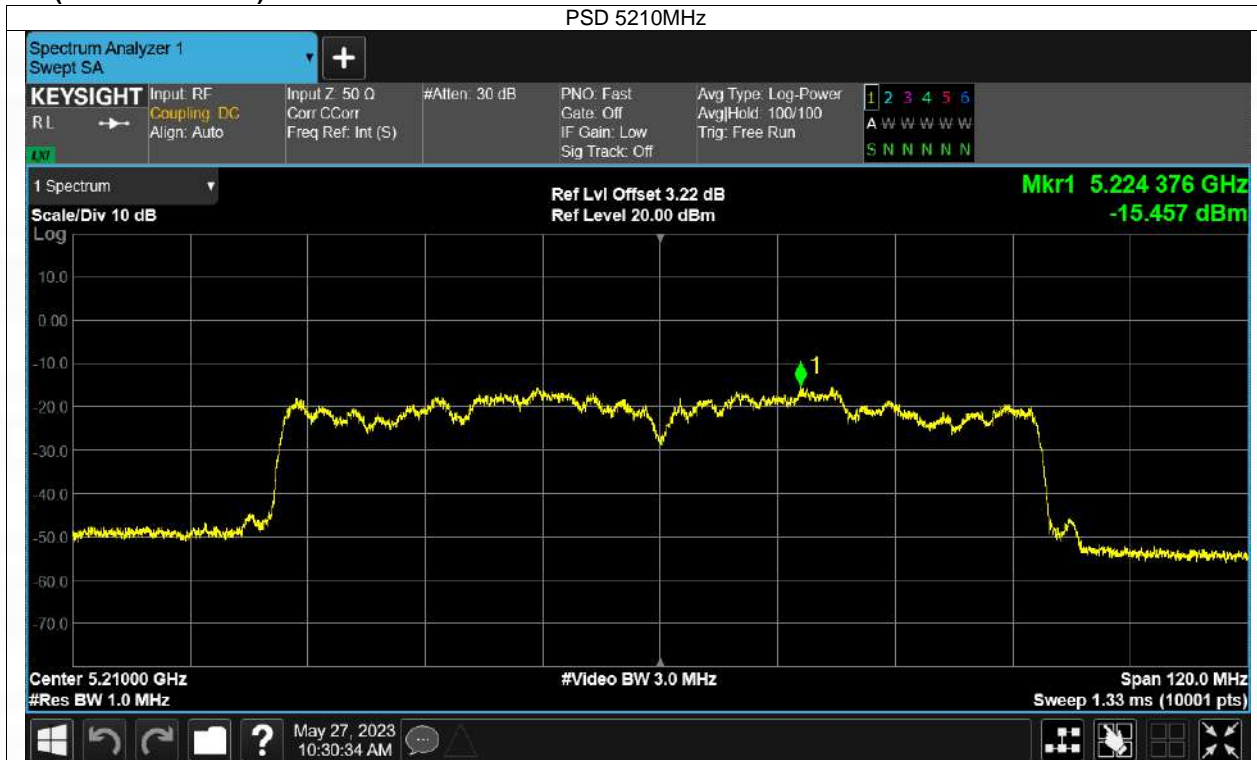 PSD 5210MHz
Spectrum Analyzer 1
Swept SA
KEYSIGHT
RL
LXI
Input: RF
Coupling: DC
Align: Auto
Input Z: 50 Ω
Corr CCorr
Freq Ref: Int (S)
#Atten: 30 dB
PNO: Fast
Gate: Off
IF Gain: Low
Sig Track: Off
Avg Type: Log-Power
Avg|Hold: 100/100
Trig: Free Run
1 2 3 4 5 6
A W W W W W
S N N N N N
1 Spectrum
Scale/Div 10 dB
Log
Ref Lvl Offset 3.22 dB
Ref Level 20.00 dBm
Mkr1 5.224 376 GHz
-15.457 dBm
10.0
0.00
-10.0
-20.0
-30.0
-40.0
-50.0
-60.0
-70.0
1
Center 5.21000 GHz
#Res BW 1.0 MHz
#Video BW 3.0 MHz
Span 120.0 MHz
Sweep 1.33 ms (10001 pts)
?
May 27, 2023
10:30:34 AM